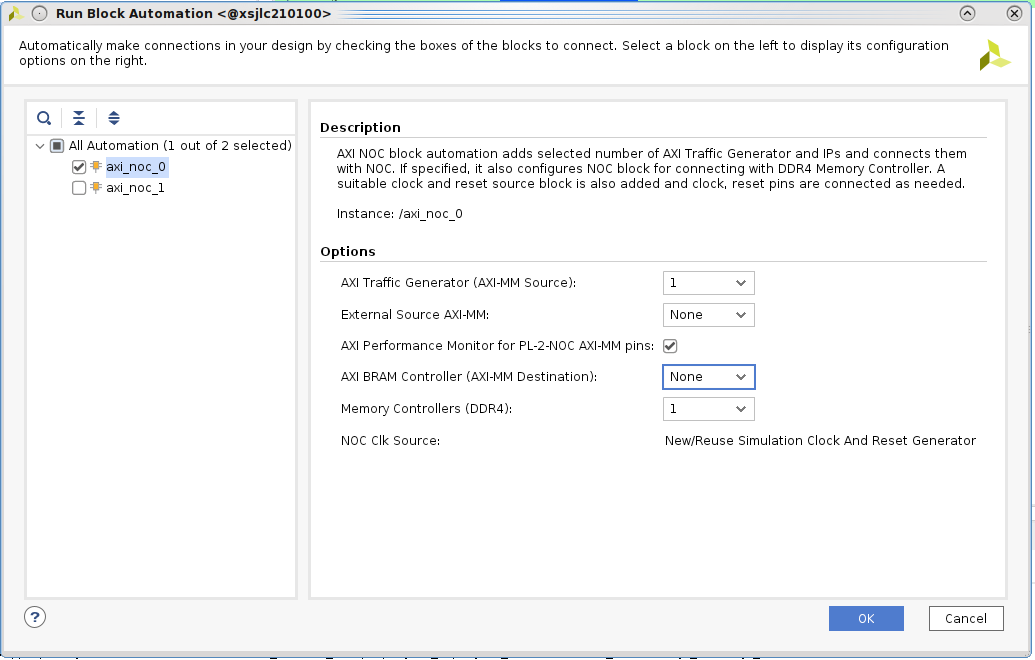 Run Block Automation <@xsjlc210100>
Automatically make connections in your design by checking the boxes of the blocks to connect. Select a block on the left to display its configuration
options on the right.
All Automation (1 out of 2 selected)
axi_noc_0
axi_noc_1
Description
AXI NOC block automation adds selected number of AXI Traffic Generator and IPs and connects them
with NOC. If specified, it also configures NOC block for connecting with DDR4 Memory Controller. A
suitable clock and reset source block is also added and clock, reset pins are connected as needed.
Instance: /axi_noc_0
Options
AXI Traffic Generator (AXI-MM Source): 1
External Source AXI-MM: None
AXI Performance Monitor for PL-2-NOC AXI-MM pins:
AXI BRAM Controller (AXI-MM Destination): None
Memory Controllers (DDR4): 1
NOC Clk Source: New/Reuse Simulation Clock And Reset Generator
?
OK Cancel